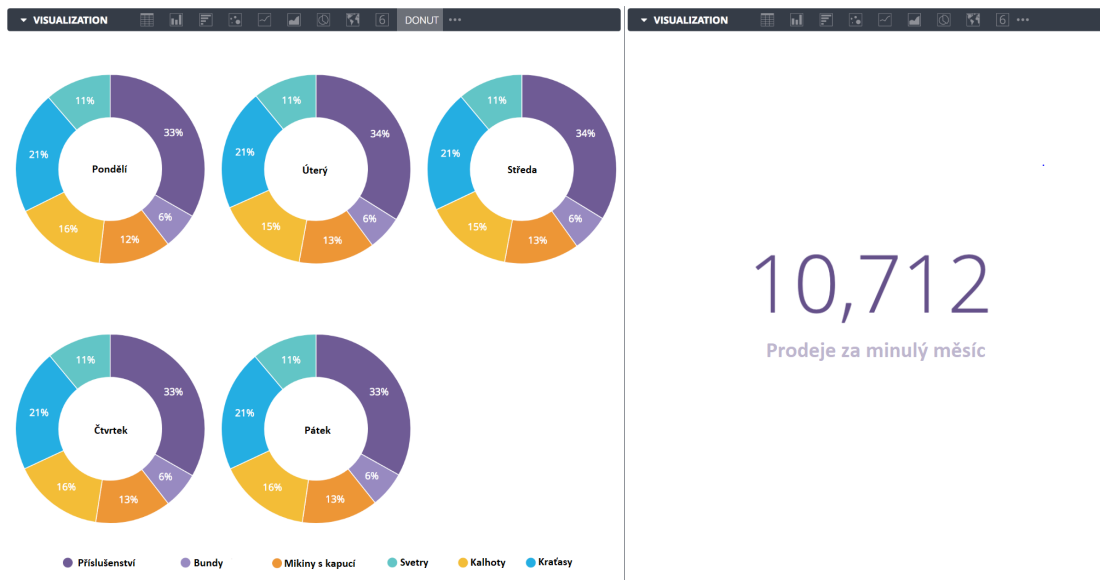 VISUALIZATION
6
DONUT
VISUALIZATION
6
11%
33%
21%
Pondělí
6%
16%
12%
11%
34%
21%
Úterý
6%
15%
13%
11%
34%
21%
Středa
6%
15%
13%
11%
33%
21%
Čtvrtek
6%
16%
13%
11%
33%
21%
Pátek
6%
16%
13%
Příslušenství
Bundy
Mikiny s kapucí
Svetry
Kalhoty
Kraťasy
10,712
Prodeje za minulý měsíc